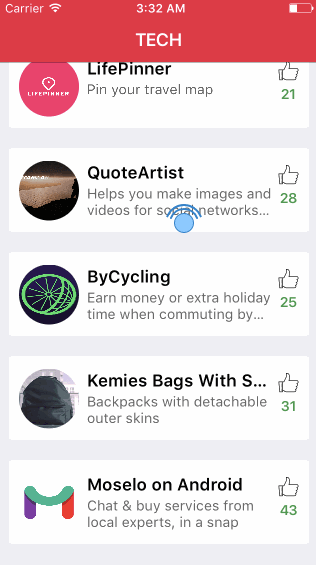 Carrier 3:32 AM
TECH
LifePinner
Pin your travel map
21
LIFEPINNER
QuoteArtist
Helps you make images and
videos for social networks...
28
ByCycling
Earn money or extra holiday
time when commuting by...
25
Kemies Bags With S...
Backpacks with detachable
outer skins
31
Moselo on Android
Chat & buy services from
local experts, in a snap
43